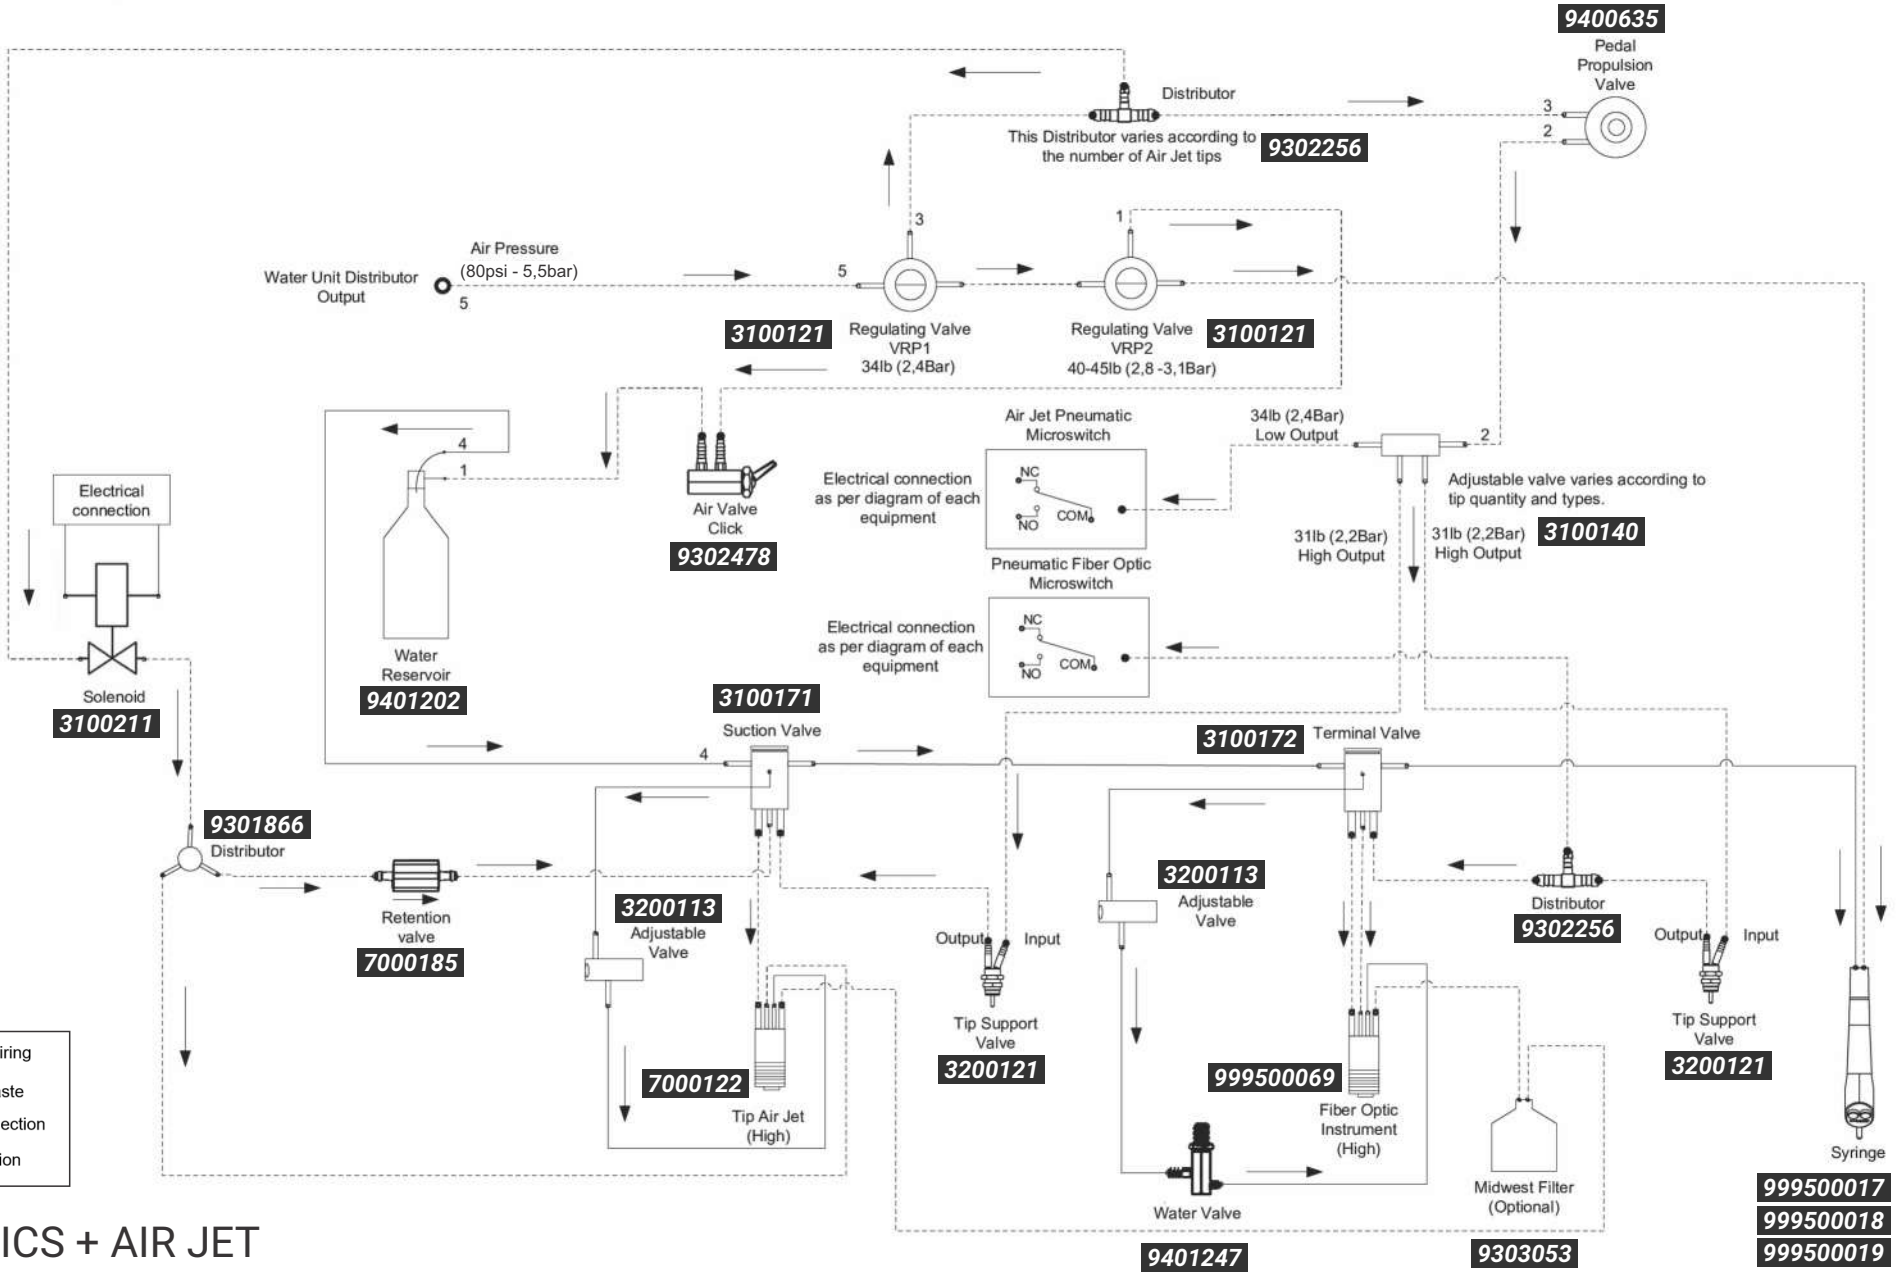 9400635
Pedal
Propulsion
Valve
Distributor
3
2
This Distributor varies according to
the number of Air Jet tips
9302256
3
1
Air Pressure
(80psi - 5,5bar)
Water Unit Distributor
Output
5
5
3100121
Regulating Valve
VRP1
34lb (2,4Bar)
Regulating Valve
VRP2
40-45lb (2,8 -3,1Bar)
3100121
Air Jet Pneumatic
Microswitch
34lb (2,4Bar)
Low Output
2
4
1
Electrical connection
as per diagram of each
equipment
NC
NO
COM
Adjustable valve varies according to
tip quantity and types.
3100140
31lb (2,2Bar)
High Output
31lb (2,2Bar)
High Output
Electrical
connection
Air Valve
Click
9302478
Pneumatic Fiber Optic
Microswitch
Electrical connection
as per diagram of each
equipment
NC
NO
COM
Solenoid
3100211
Water
Reservoir
9401202
3100171
Suction Valve
4
3100172
Terminal Valve
9301866
Distributor
Retention
valve
7000185
3200113
Adjustable
Valve
3200113
Adjustable
Valve
Distributor
9302256
Output
Input
Output
Input
Tip Support
Valve
3200121
Tip Support
Valve
3200121
7000122
Tip Air Jet
(High)
999500069
Fiber Optic
Instrument
(High)
Water Valve
9401247
Midwest Filter
(Optional)
9303053
Syringe
999500017
999500018
999500019
iring
aste
ection
ion
ICS + AIR JET